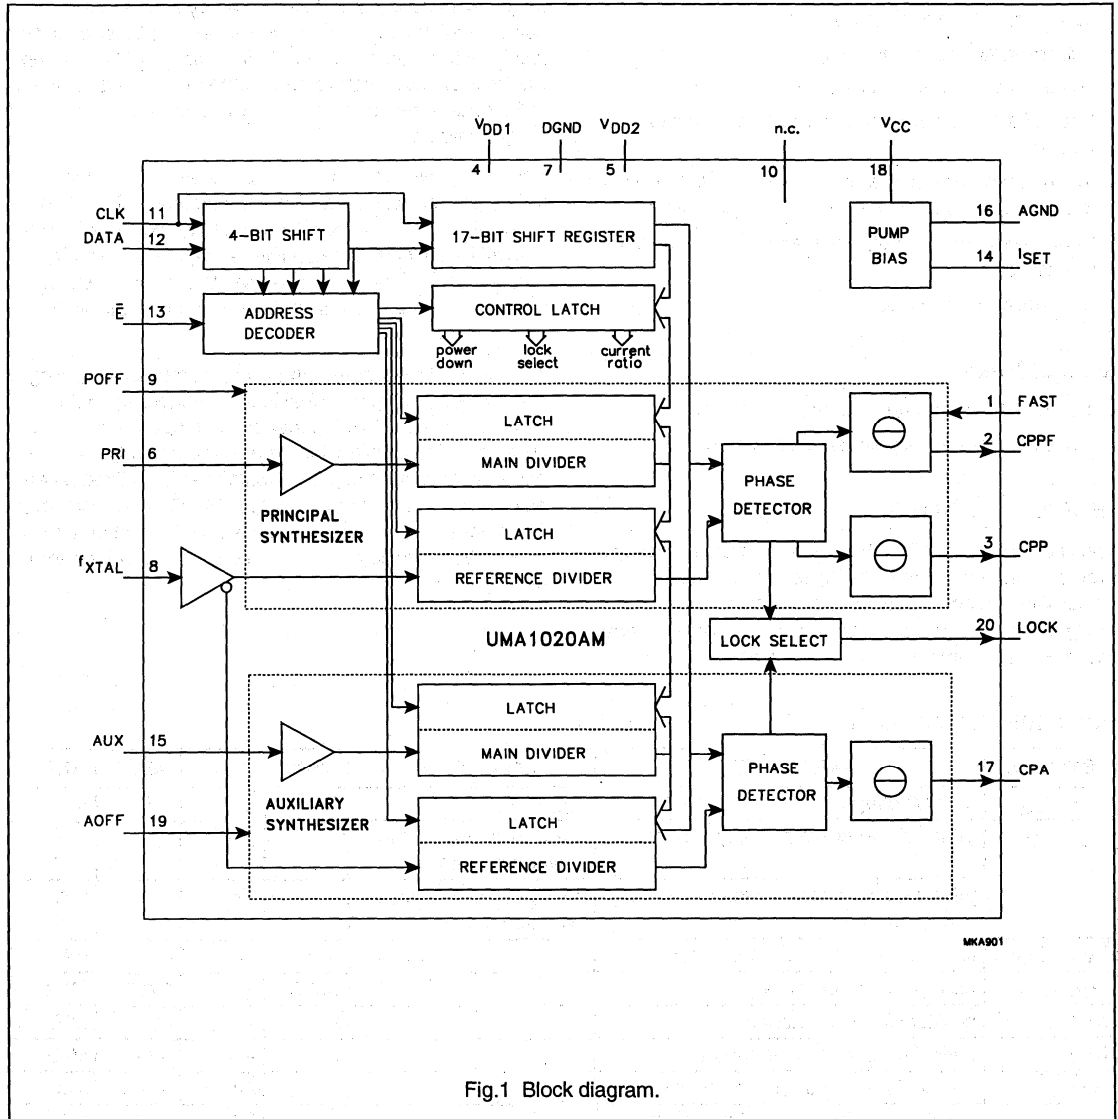 VDD1 DGND VDD2 n.c. VCC
4 7 5 10 18
CLK 11
DATA 12
4-BIT SHIFT
17-BIT SHIFT REGISTER
PUMP
BIAS
16 AGND
14 ISET
Ē 13
ADDRESS
DECODER
CONTROL LATCH
power
down
lock
select
current
ratio
POFF 9
PRI 6
LATCH
MAIN DIVIDER
PRINCIPAL
SYNTHESIZER
LATCH
REFERENCE DIVIDER
PHASE
DETECTOR
1 FAST
2 CPPF
3 CPP
fXTAL 8
UMA1020AM
LOCK SELECT
20 LOCK
LATCH
MAIN DIVIDER
AUX 15
AUXILIARY
SYNTHESIZER
PHASE
DETECTOR
17 CPA
AOFF 19
LATCH
REFERENCE DIVIDER
MKA901
Fig.1 Block diagram.